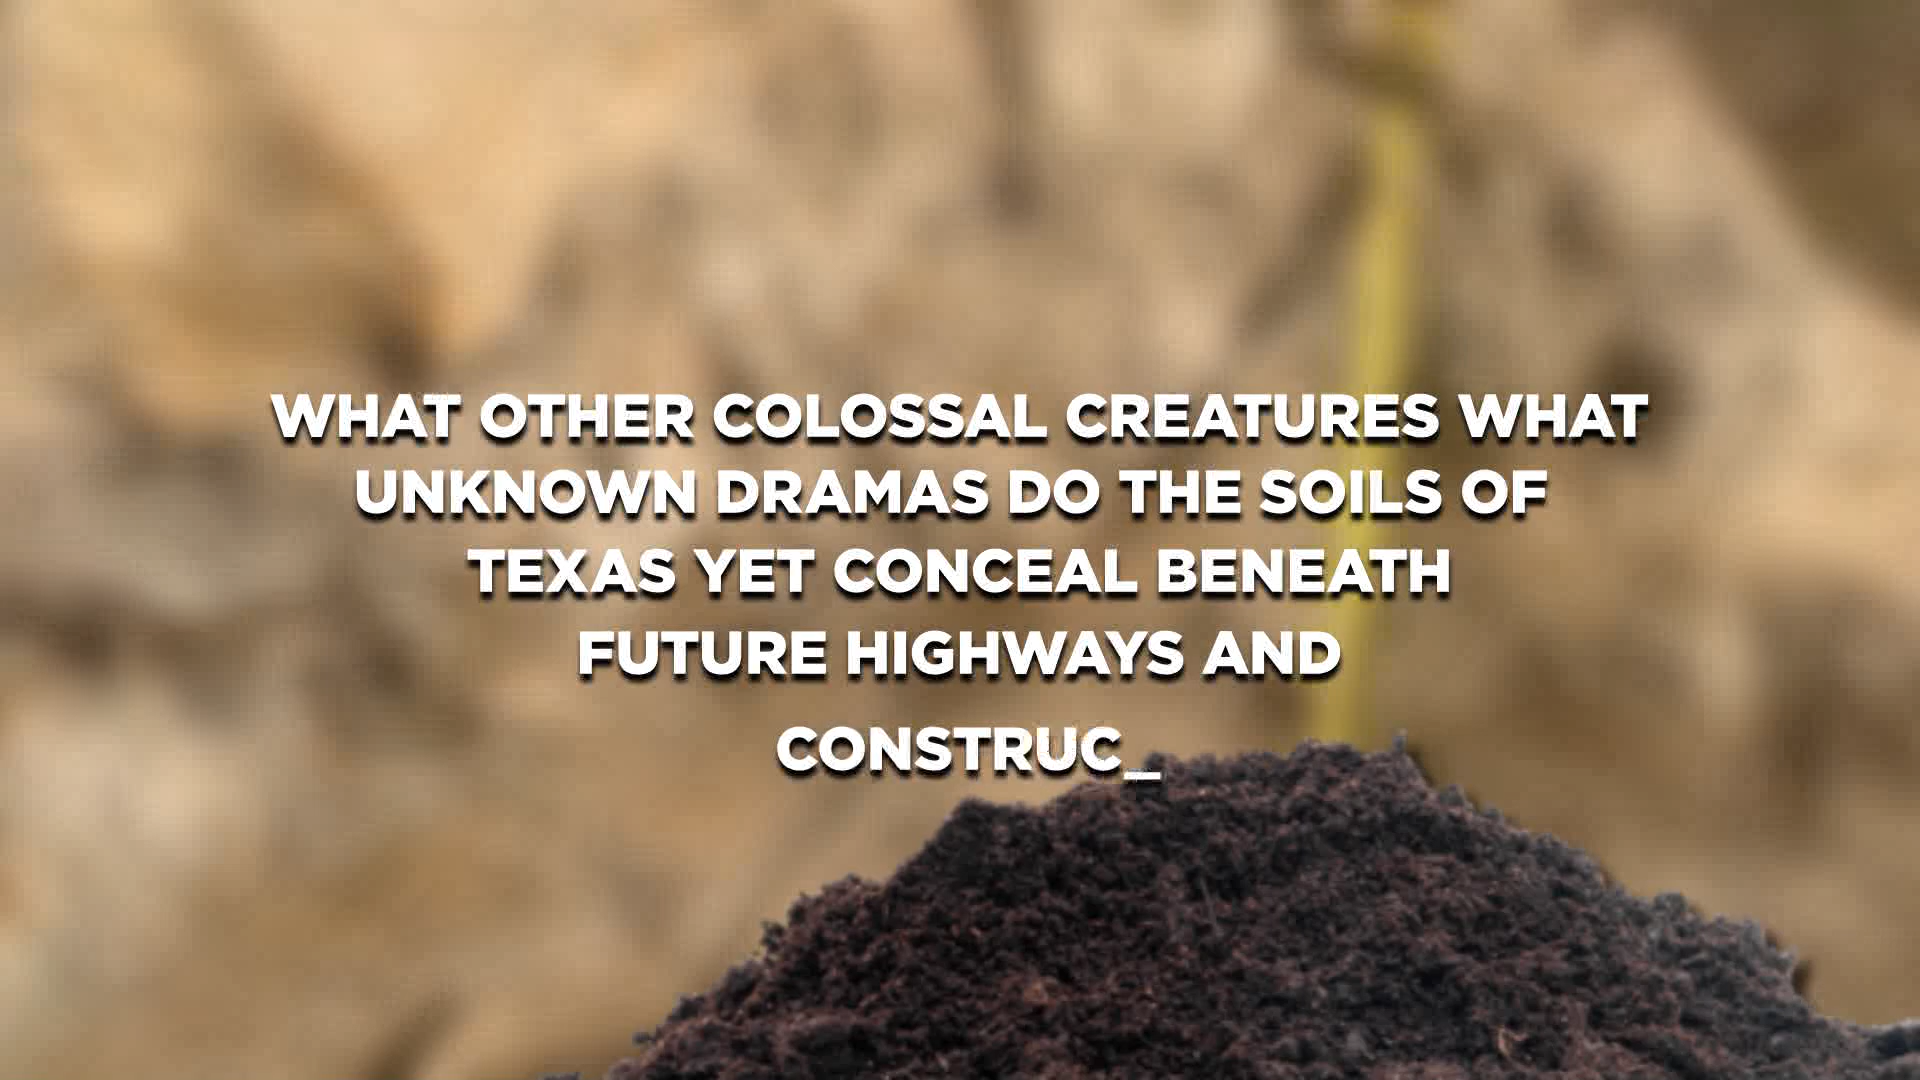 WHAT OTHER COLOSSAL CREATURES WHAT
UNKNOWN DRAMAS DO THE SOILS OF
TEXAS YET CONCEAL BENEATH
FUTURE HIGHWAYS AND
CONSTRUC_